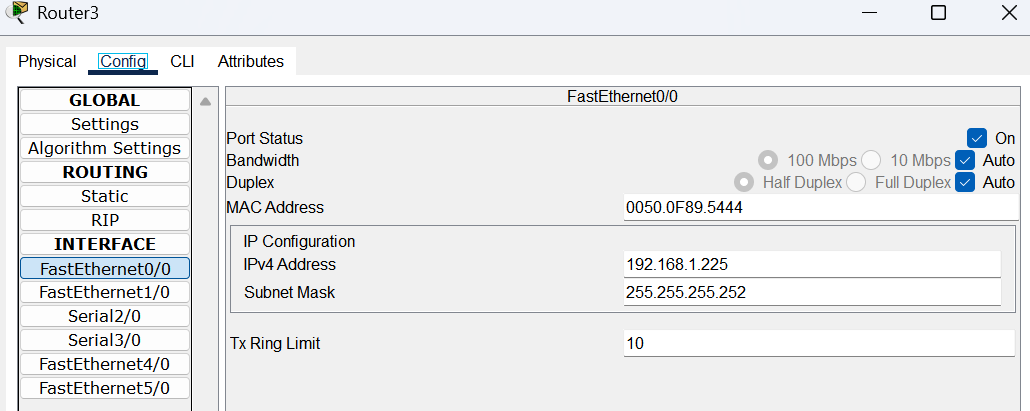 Router3
Physical Config CLI Attributes
GLOBAL
Settings
Algorithm Settings
ROUTING
Static
RIP
INTERFACE
FastEthernet0/0
FastEthernet1/0
Serial2/0
Serial3/0
FastEthernet4/0
FastEthernet5/0
FastEthernet0/0
Port Status On
Bandwidth 100 Mbps 10 Mbps Auto
Duplex Half Duplex Full Duplex Auto
MAC Address 0050.0F89.5444
IP Configuration
IPv4 Address 192.168.1.225
Subnet Mask 255.255.255.252
Tx Ring Limit 10